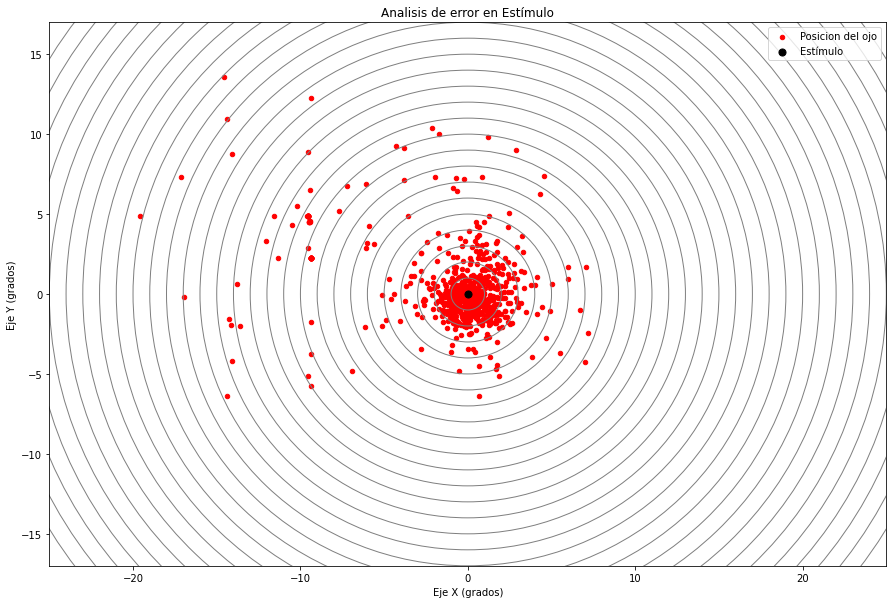 Analisis de error en Estímulo
Posicion del ojo
Estímulo
15
10
5
0
−5
−10
−15
Eje Y (grados)
−20
−10
0
10
20
Eje X (grados)